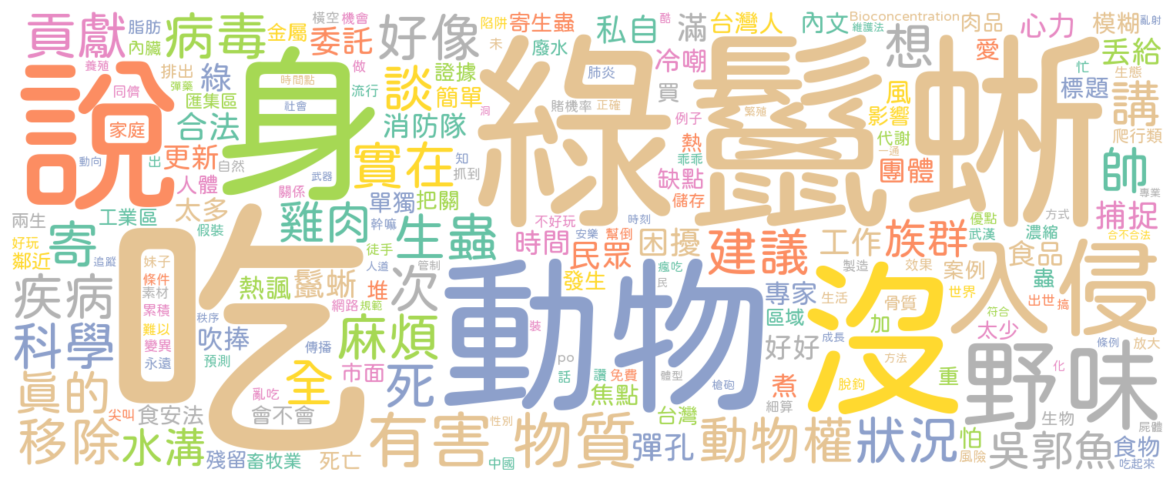 說
吃
身
綠鬣蜥
動物
沒
入侵
野味
貢獻
脂肪
內臟
病毒
金屬
橫空
機會
委託
好像
陷阱
未
寄生蟲
廢水
私自
滿
台灣人
內文
Bioconcentration
肉品
冷嘲
想
愛
心力
模糊
丟給
標題
講
養殖
同儕
排出
彈藥
綠
匯集區
時間點
做
談
證據
簡單
流行
肺炎
買
賭機率
正確
風
影響
忙
生態
酷
維護法
亂射
家庭
合法
社會
消防隊
洞
例子
繁殖
代謝
爬行類
動向
出
更新
自然
實在
知
抓到
熱
乖乖
缺點
一通
團體
帥
專業
人體
關係
武器
單獨
把關
儲存
優點
方式
捕捉
兩生
工業區
太多
假裝
雞肉
幹嘛
生蟲
不好玩
時刻
時間
民眾
困擾
建議
工作
族群
武漢
濃縮
合不合法
寄
好玩
鄰近
追蹤
徒手
安樂
幫倒
疾病
妹子
條件
素材
累積
熱諷
鬣蜥
堆
人道
管制
次
發生
瘋吃
民
專家
製造
效果
案例
食品
蟲
世界
出世
搞
科學
難以
變異
永遠
秩序
吹捧
預測
網路
規範
傳播
麻煩
裝
區域
生活
骨質
加
成長
太少
符合
條例
放大
方法
真的
亂吃
全
市面
死
po
話
讀
免費
體型
焦點
槍砲
好好
煮
細算
脫鉤
重
化
尖叫
食安法
會不會
性別
台灣
生物
屍體
移除
水溝
殘留
畜牧業
死亡
有害
物質
中國
彈孔
動物權
狀況
怕
風險
吳郭魚
食物
吃起來